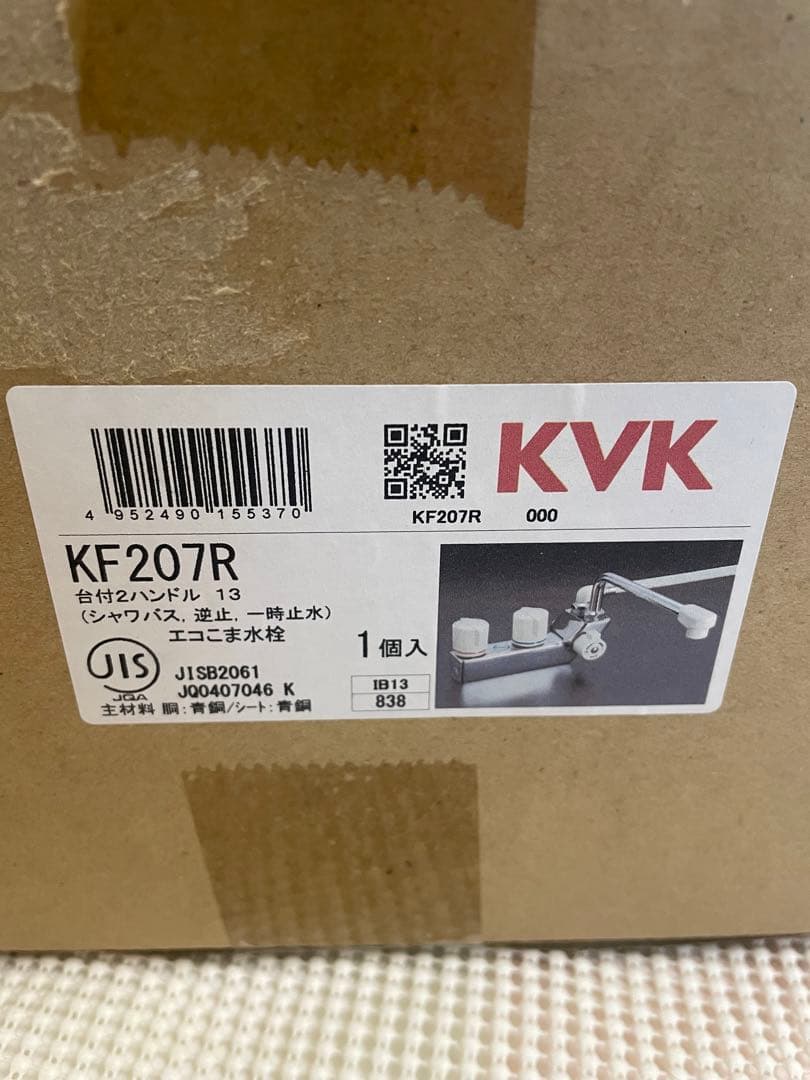 4 952490 155370
KVK
KF207R 000
KF207R
台付2ハンドル 13
(シャワバス, 逆止, 一時止水)
エコこま水栓
1個入
JIS
JQA
JISB2061
JQ0407046 K
IB13
838
主材料 胴:青銅/シート:青銅